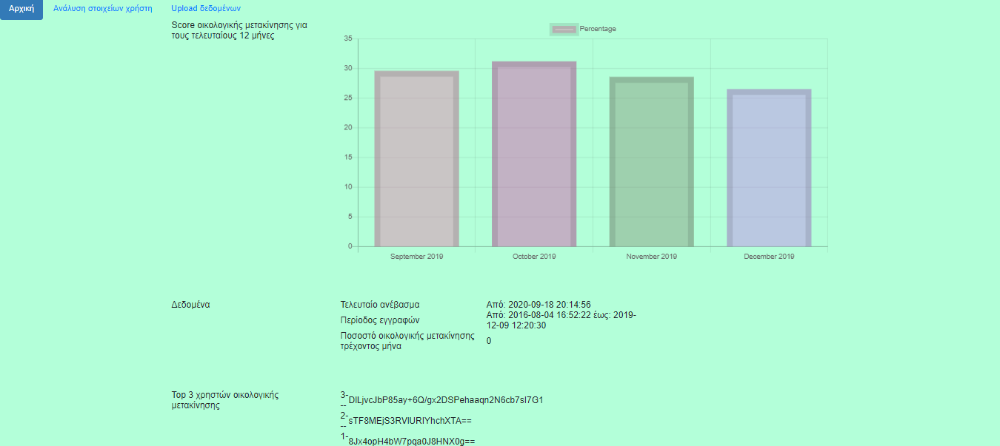 Αρχική Ανάλυση στοιχείων χρήστη Upload δεδομένων
Score οικολογικής μετακίνησης για
τους τελευταίους 12 μήνες
Percentage
35
30
25
20
15
10
5
0
September 2019 October 2019 November 2019 December 2019
Δεδομένα
Τελευταίο ανέβασμα Από: 2020-09-18 20:14:56
Περίοδος εγγραφών Από: 2016-08-04 16:52:22 έως: 2019-
12-09 12:20:30
Ποσοστό οικολογικής μετακίνησης
τρέχοντος μήνα
0
Top 3 χρηστών οικολογικής
μετακίνησης
3-
--
2-
--
1-
sTF8MEjS3RVlURIYhchXTA==
8Jx4opH4bW7pqa0J8HNX0g==